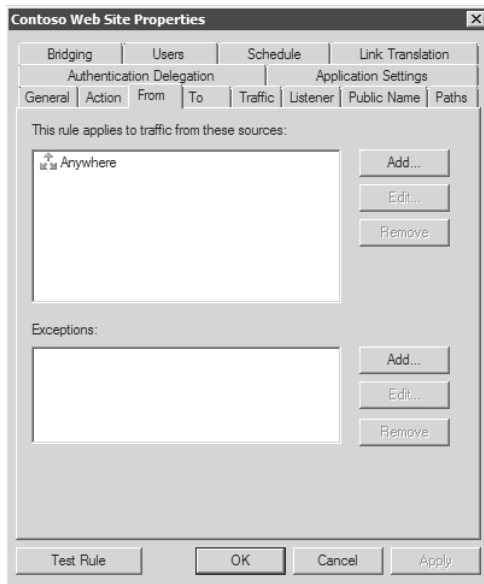 Contoso Web Site Properties
Bridging Users Schedule Link Translation
Authentication Delegation Application Settings
General Action From To Traffic Listener Public Name Paths
This rule applies to traffic from these sources:
Anywhere
Add...
Edit...
Remove
Exceptions:
Add...
Edit...
Remove
Test Rule OK Cancel Apply